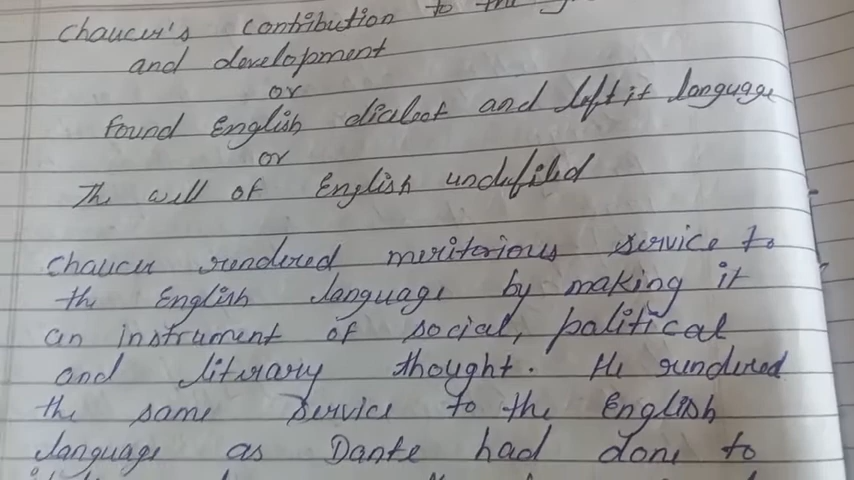 Chaucer's contribution to the
and development
or
Found English dialect and left it language
or
The well of English undefiled
Chaucer rendered meritorious service to
the English language by making it
an instrument of social, political
and literary thought. He rendered
the same service to the English
language as Dante had done to